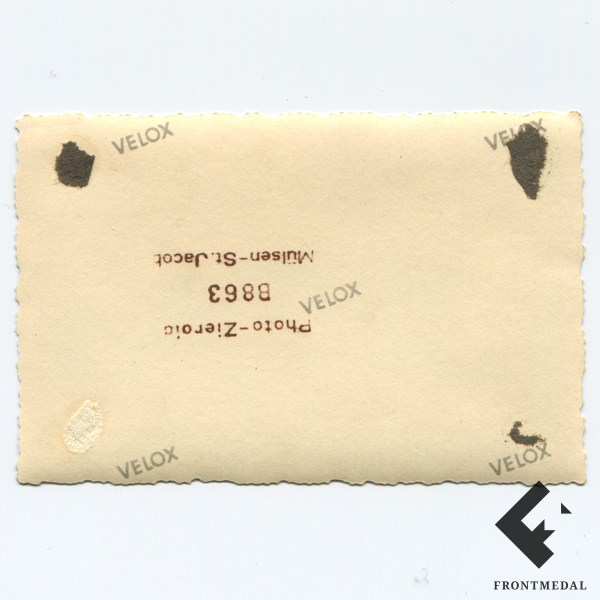 VELOX
VELOX
Photo-Zierold
B863
Mülsen-St.Jacob
VELOX
VELOX
VELOX
FRONTMEDAL